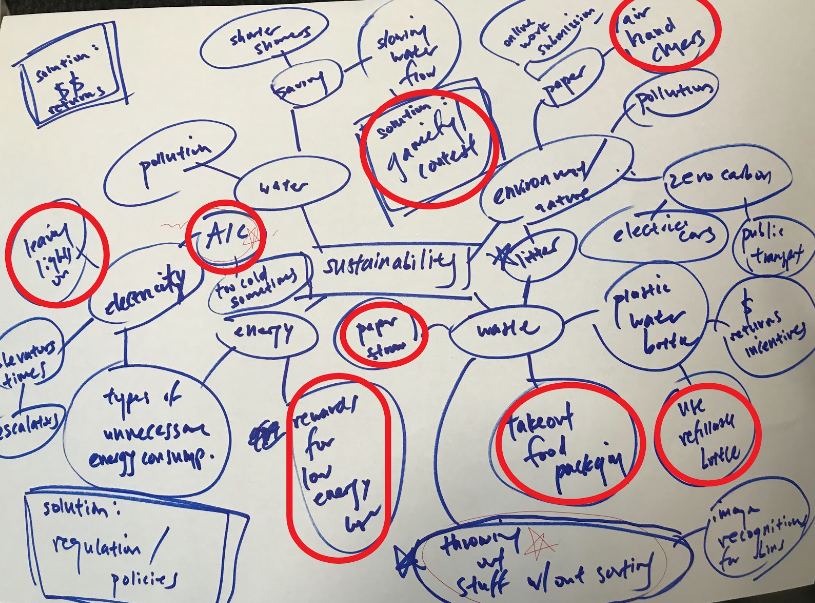 solution:
$$
returns
shorter
showers
saving
slowing
water
flow
online
work
submission
air
hand
dryers
paper
pollution
pollution
water
solution:
gamify
contest
environment/
nature
zero carbon
electric cars
public
transport
leaving
lights
on
A/C
electricity
too cold
sometimes
sustainability
litter
energy
paper
straw
waste
plastic
water
bottle
$
returns
incentives
elevators
times
escalators
types of
unnecessary
energy consump.
rewards
for
low
energy
takeout
food
packaging
use
refillable
bottle
solution:
regulation/
policies
throwing
out
stuff w/out sorting
image
recognition
for bins